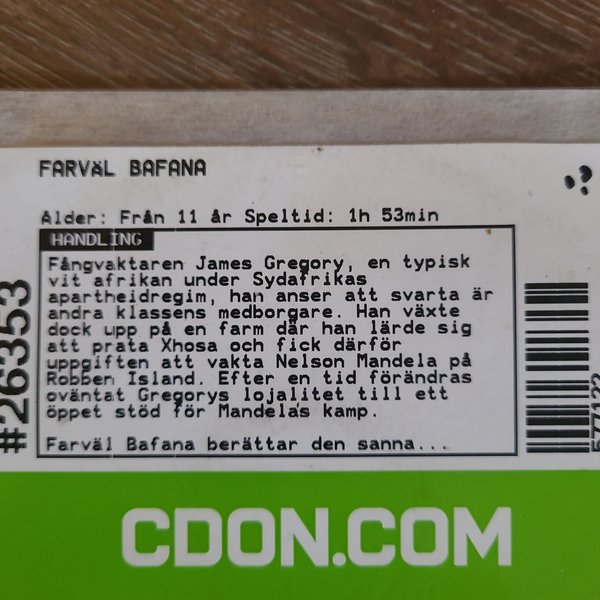 FARVÄL BAFANA
Ålder: Från 11 år Speltid: 1h 53min
HANDLING
Fångvaktaren James Gregory, en typisk
vit afrikan under Sydafrikas
apartheidregim, han anser att svarta är
andra klassens medborgare. Han växte
dock upp på en farm där han lärde sig
att prata Xhosa och fick därför
uppgiften att vakta Nelson Mandela på
Robben Island. Efter en tid förändras
oväntat Gregorys lojalitet till ett
öppet stöd för Mandelas kamp.
Farväl Bafana berättar den sanna...
#26353
577122
CDON.COM